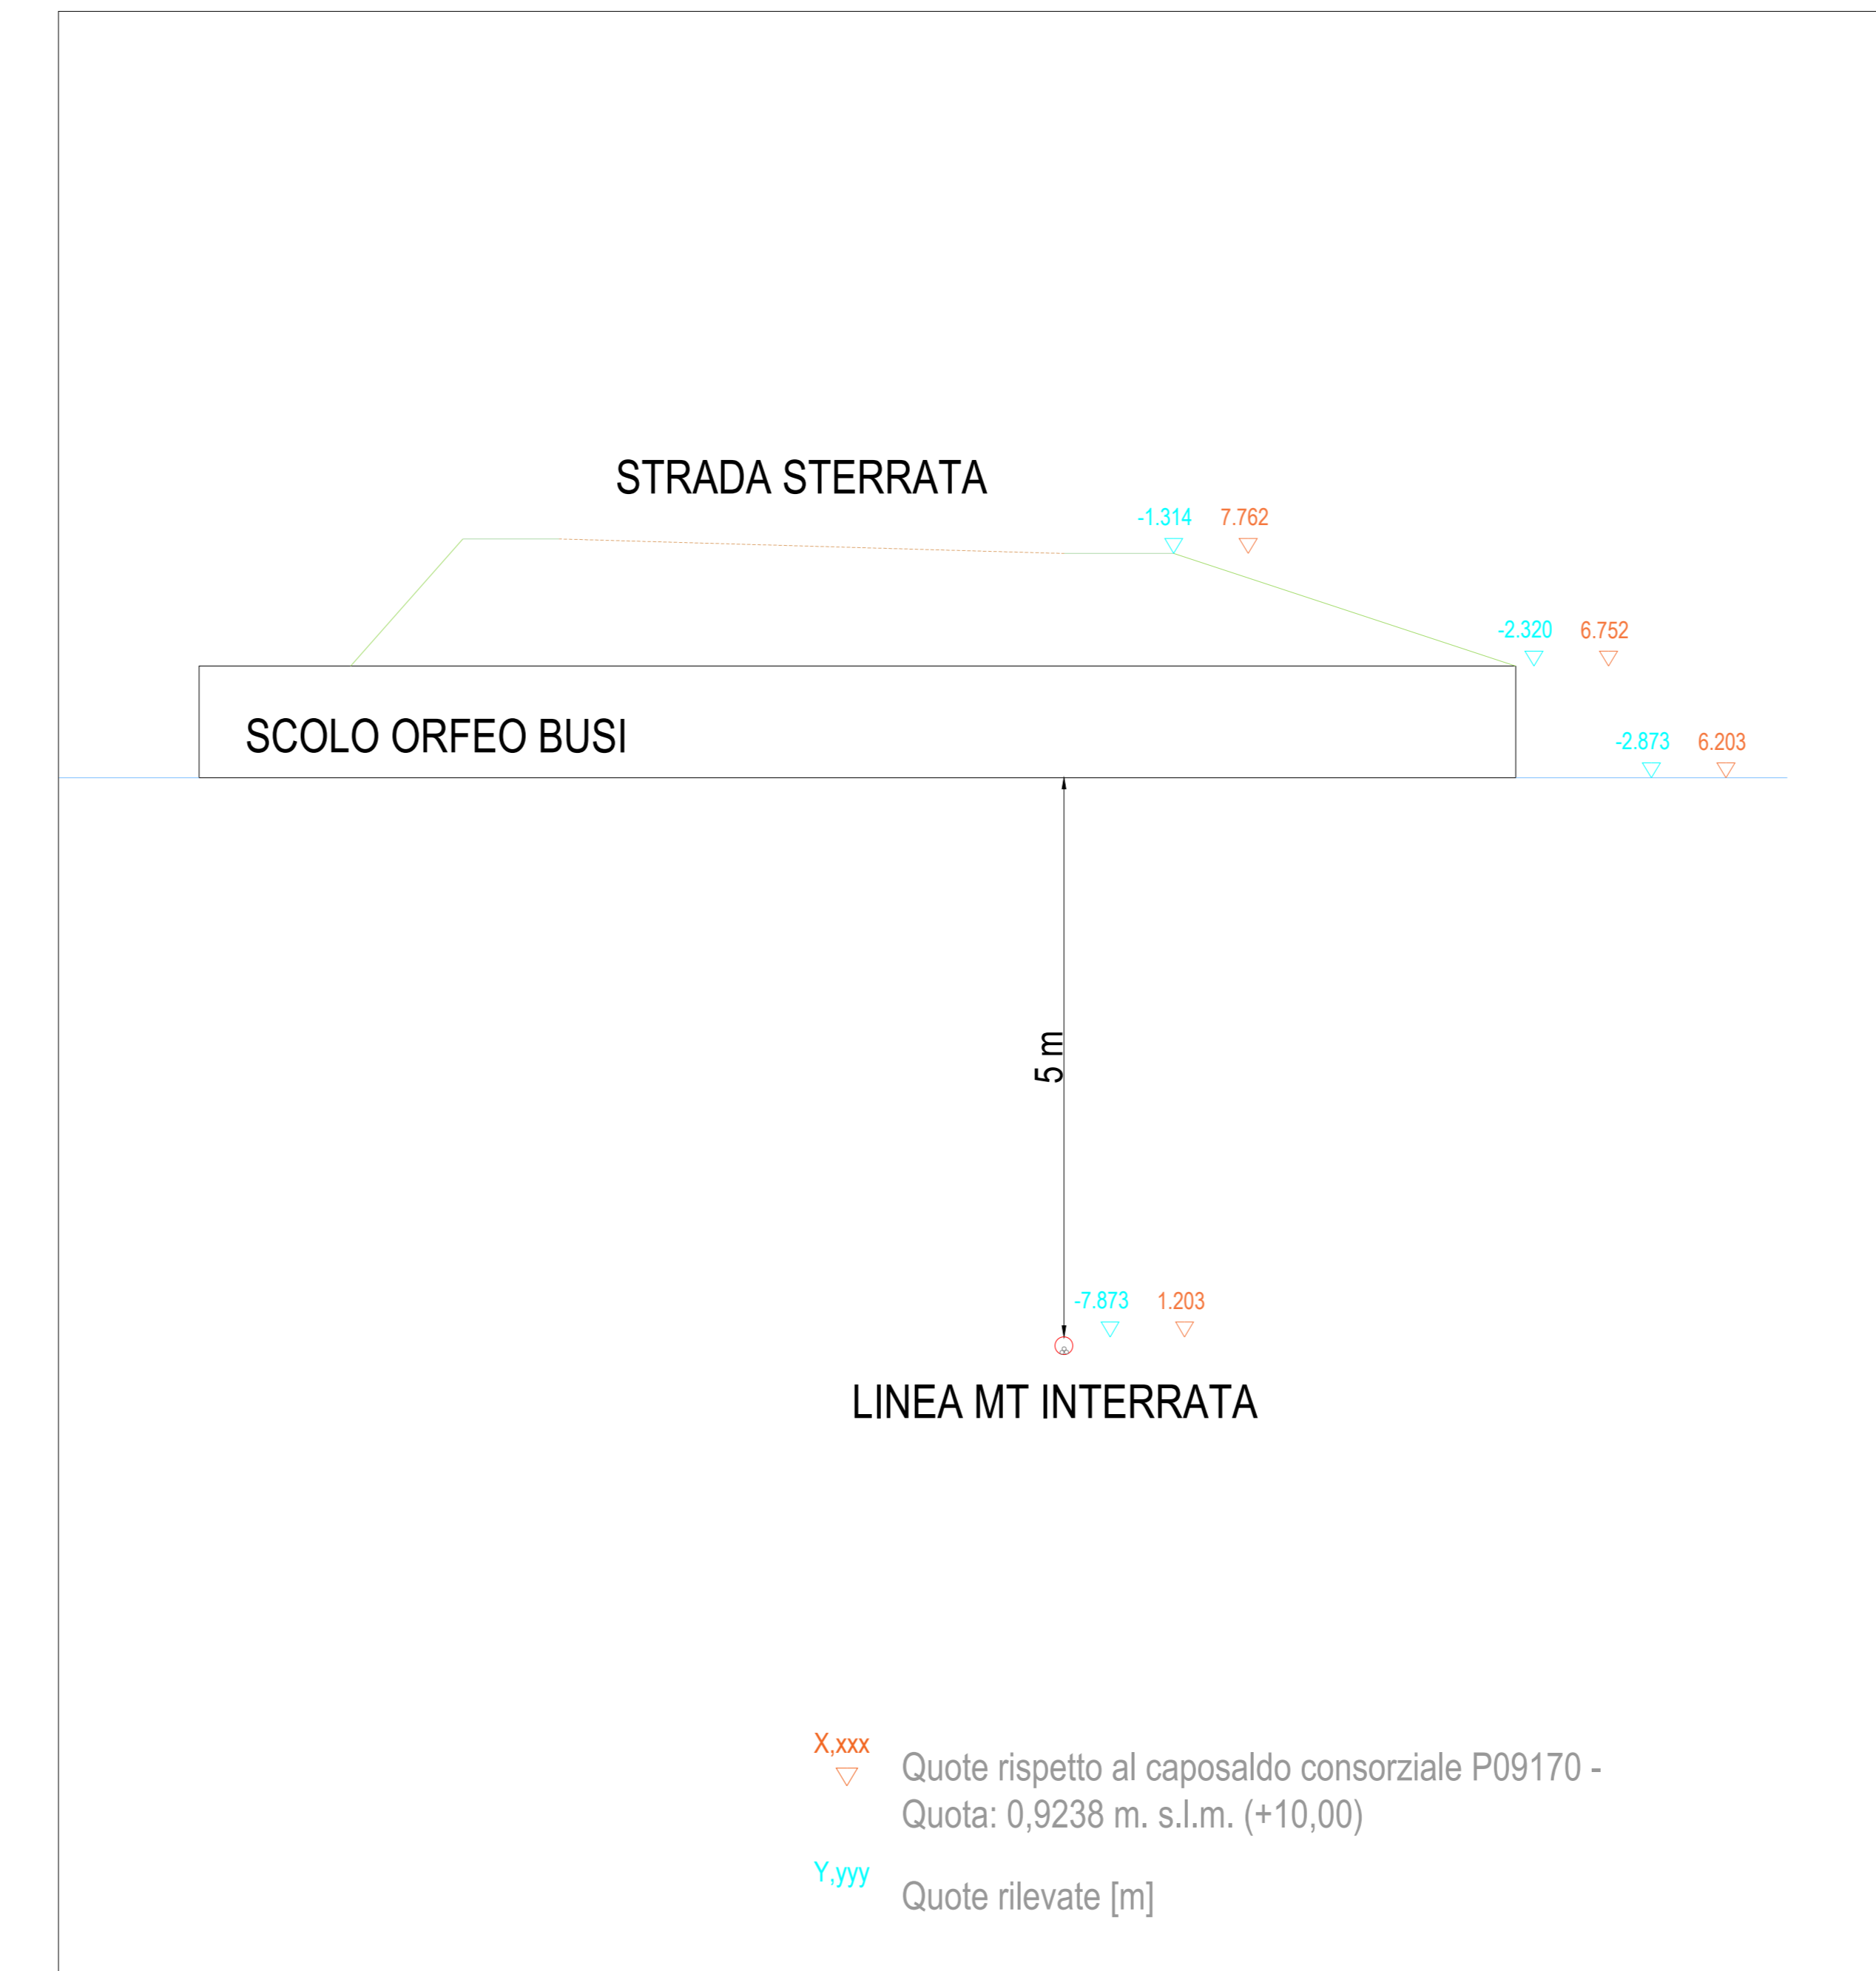 STRADA STERRATA
-1.314 7.762
-2.320 6.752
SCOLO ORFEO BUSI
-2.873 6.203
5 m
-7.873 1.203
LINEA MT INTERRATA
X,xxx
Quote rispetto al caposaldo consorziale P09170 -
Quota: 0,9238 m. s.l.m. (+10,00)
Y,yyy
Quote rilevate [m]